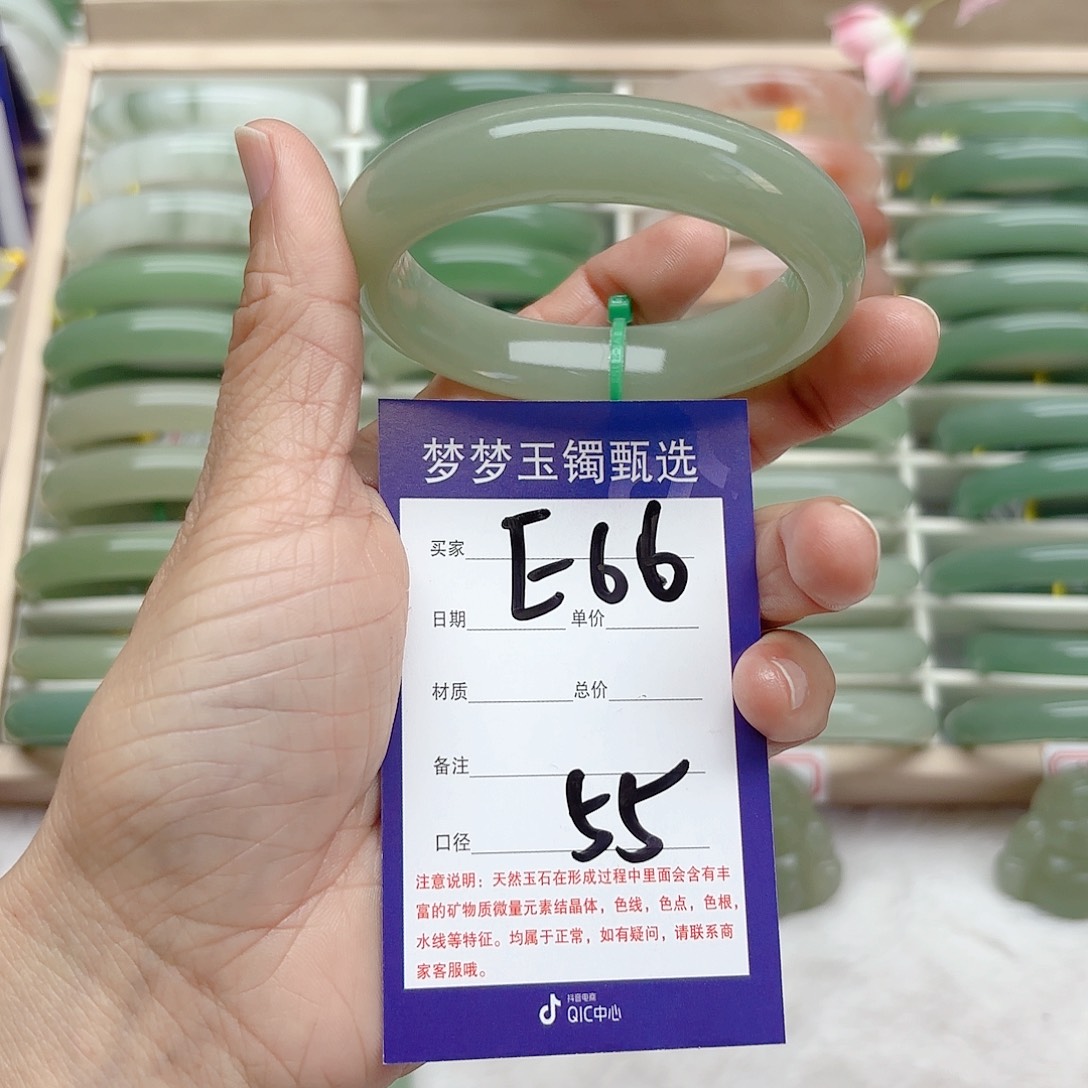 梦梦玉镯甄选
买家 E66
日期 单价
材质 总价
备注
口径 55
注意说明：天然玉石在形成过程中里面会含有丰
富的矿物质微量元素结晶体，色线，色点，色根，
水线等特征。均属于正常，如有疑问，请联系商
家客服哦。
抖音电商
QIC中心